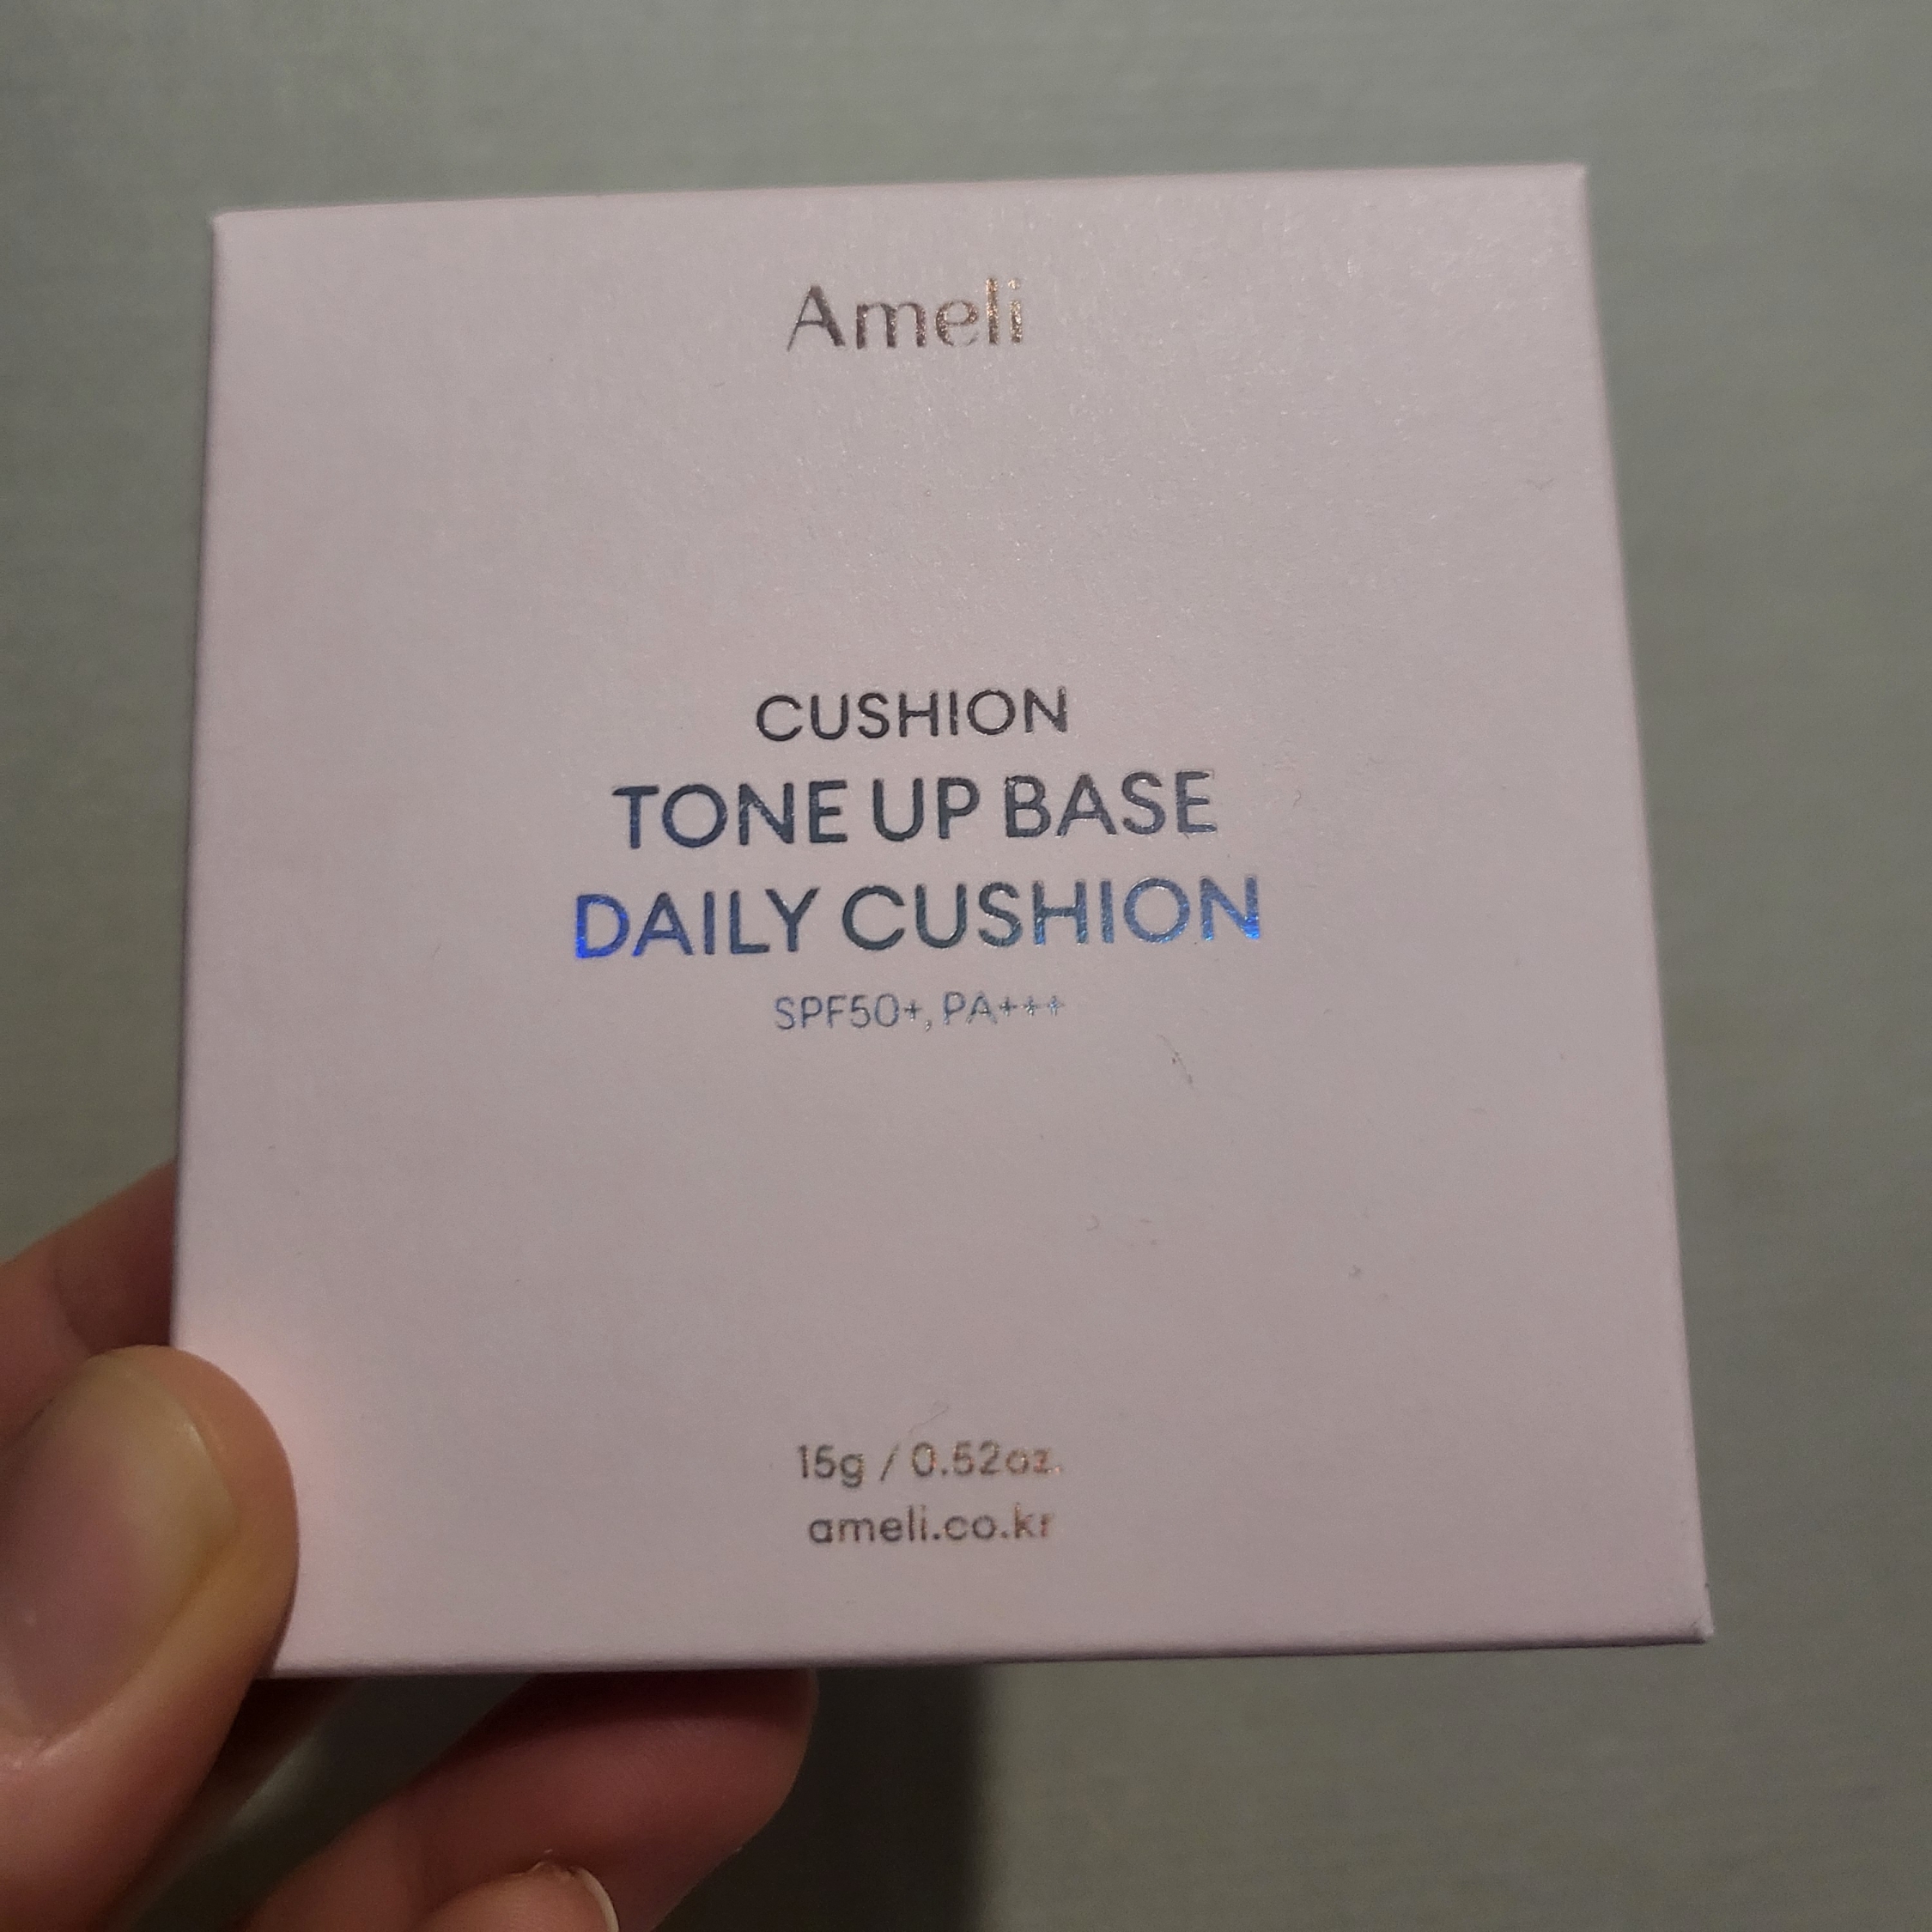 Ameli
CUSHION
TONE UP BASE
DAILY CUSHION
SPF50+, PA+++
15g / 0.52oz.
ameli.co.kr